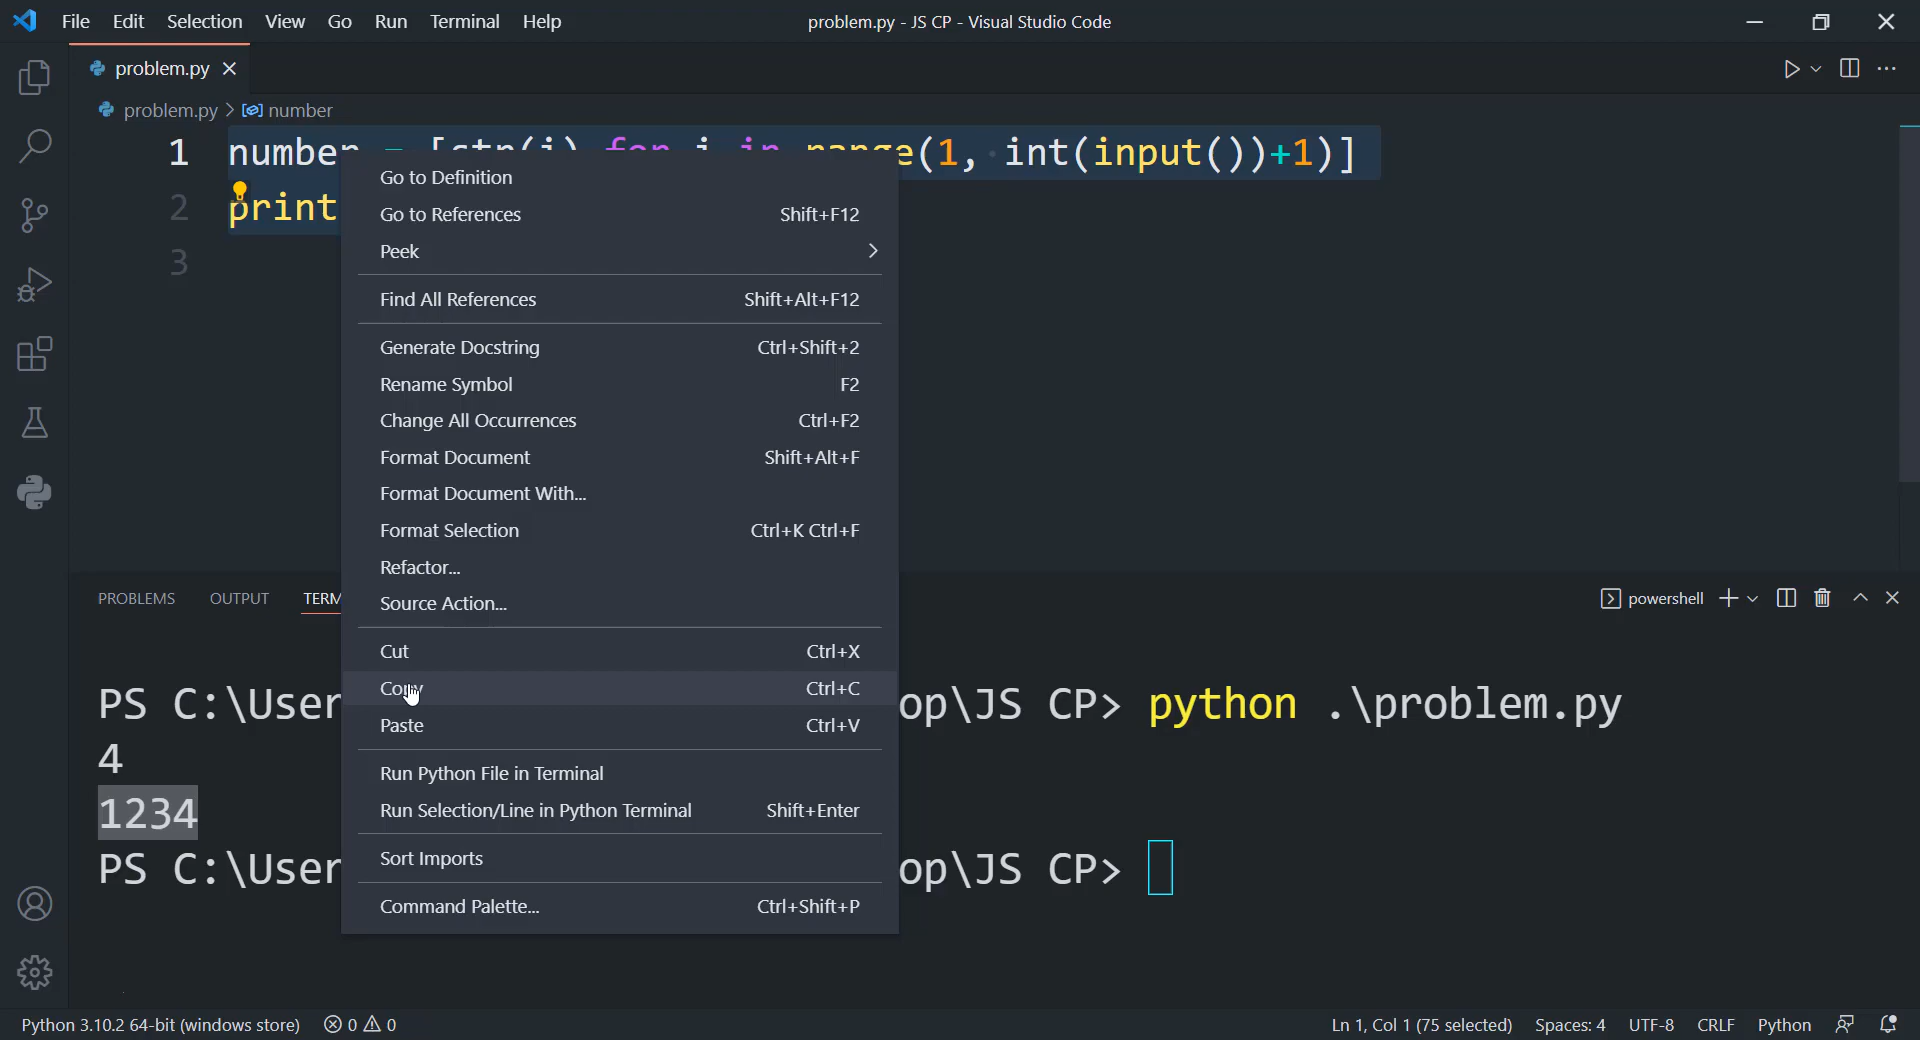 File Edit Selection View Go Run Terminal Help problem.py - JS CP - Visual Studio Code
problem.py
problem.py > number
1 number = [str(i) for i in range(1, int(input())+1)]
2 print
3
Go to Definition
Go to References Shift+F12
Peek
Find All References Shift+Alt+F12
Generate Docstring Ctrl+Shift+2
Rename Symbol F2
Change All Occurrences Ctrl+F2
Format Document Shift+Alt+F
Format Document With...
Format Selection Ctrl+K Ctrl+F
Refactor...
Source Action...
Cut Ctrl+X
Copy Ctrl+C
Paste Ctrl+V
Run Python File in Terminal
Run Selection/Line in Python Terminal Shift+Enter
Sort Imports
Command Palette... Ctrl+Shift+P
PROBLEMS OUTPUT TERM powershell
PS C:\User op\JS CP> python .\problem.py
4
1234
PS C:\User op\JS CP>
Python 3.10.2 64-bit (windows store) 0 0 Ln 1, Col 1 (75 selected) Spaces: 4 UTF-8 CRLF Python